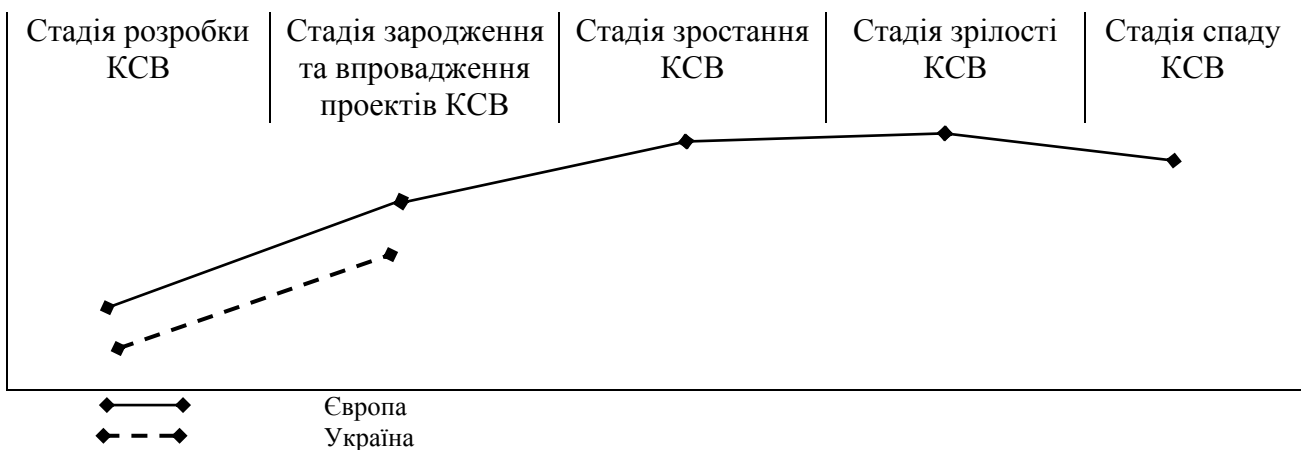 Стадія розробки
КСВ
Стадія зародження
та впровадження
проектів КСВ
Стадія зростання
КСВ
Стадія зрілості
КСВ
Стадія спаду
КСВ
Європа
Україна